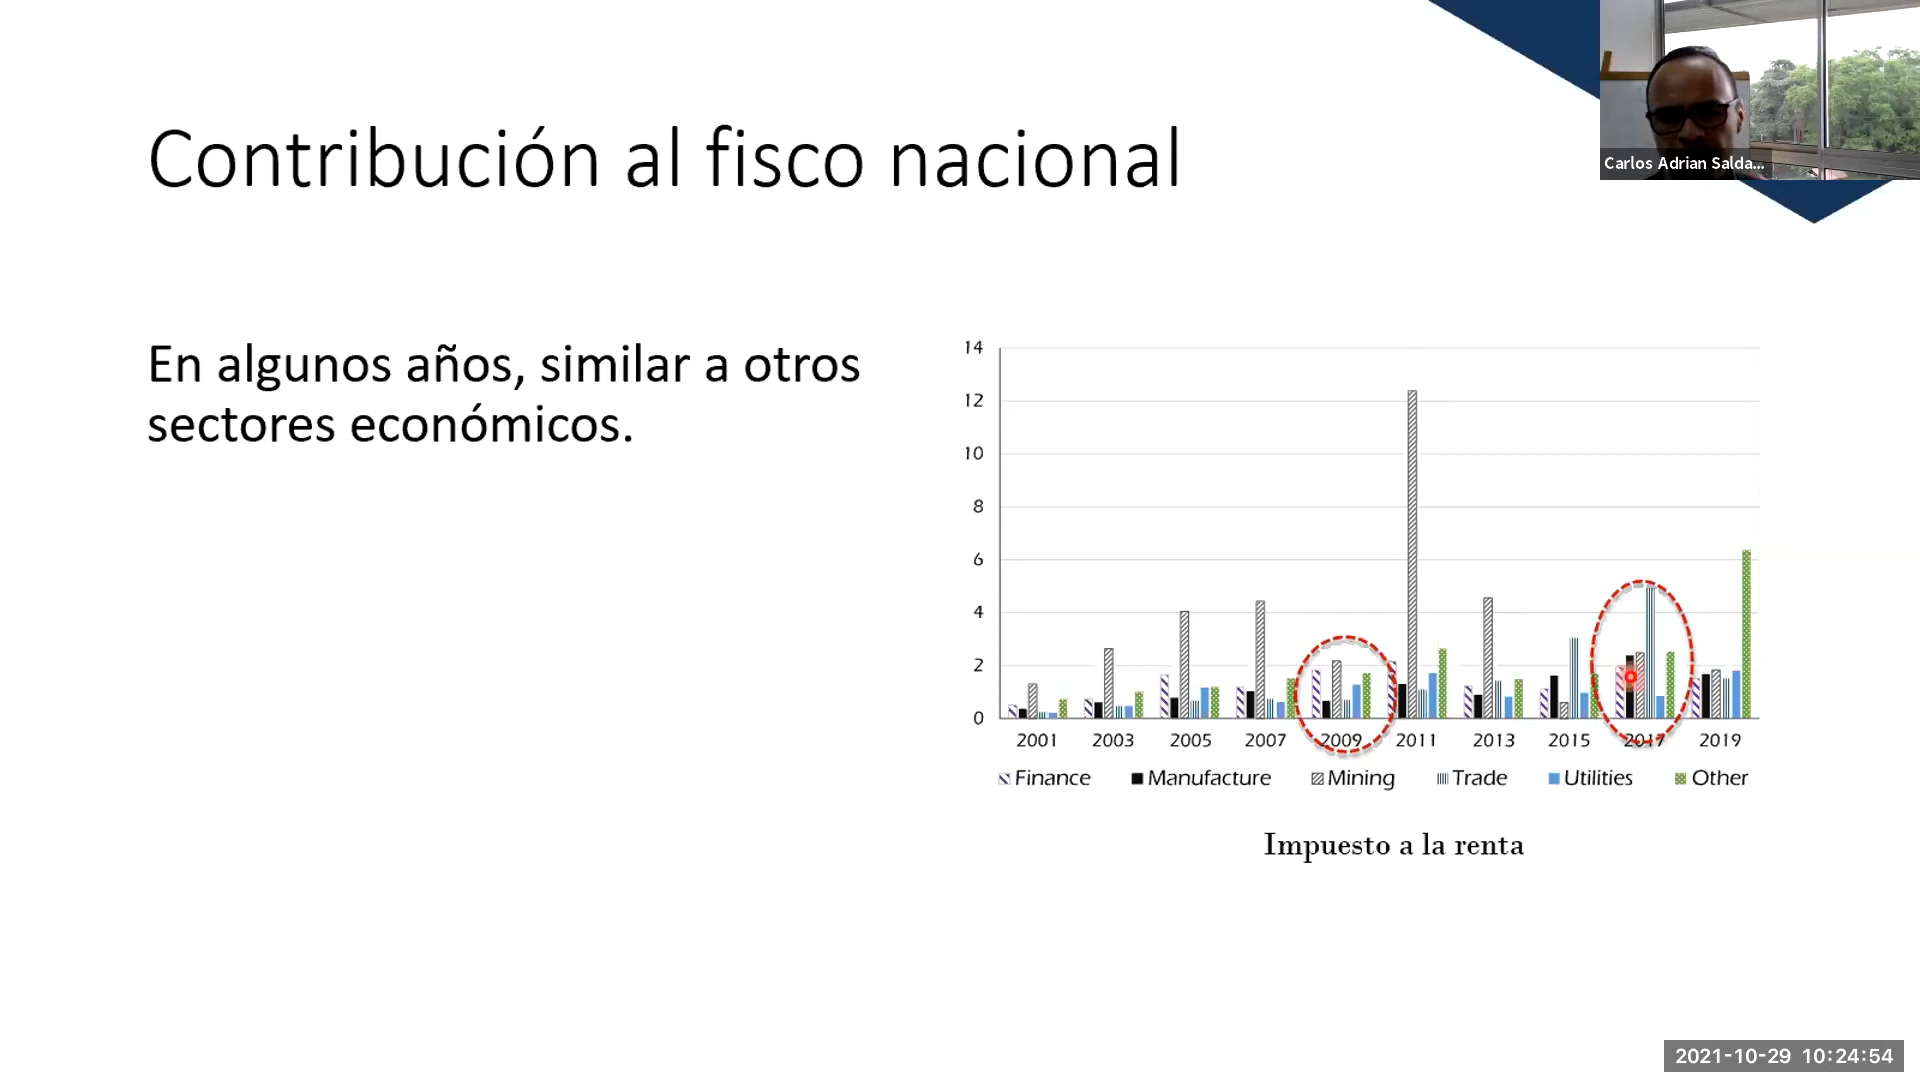 Contribución al fisco nacional
Carlos Adrian Salda...
En algunos años, similar a otros
sectores económicos.
14
12
10
8
6
4
2
0
2001 2003 2005 2007 2009 2011 2013 2015 2017 2019
Finance Manufacture Mining Trade Utilities Other
Impuesto a la renta
2021-10-29 10:24:54